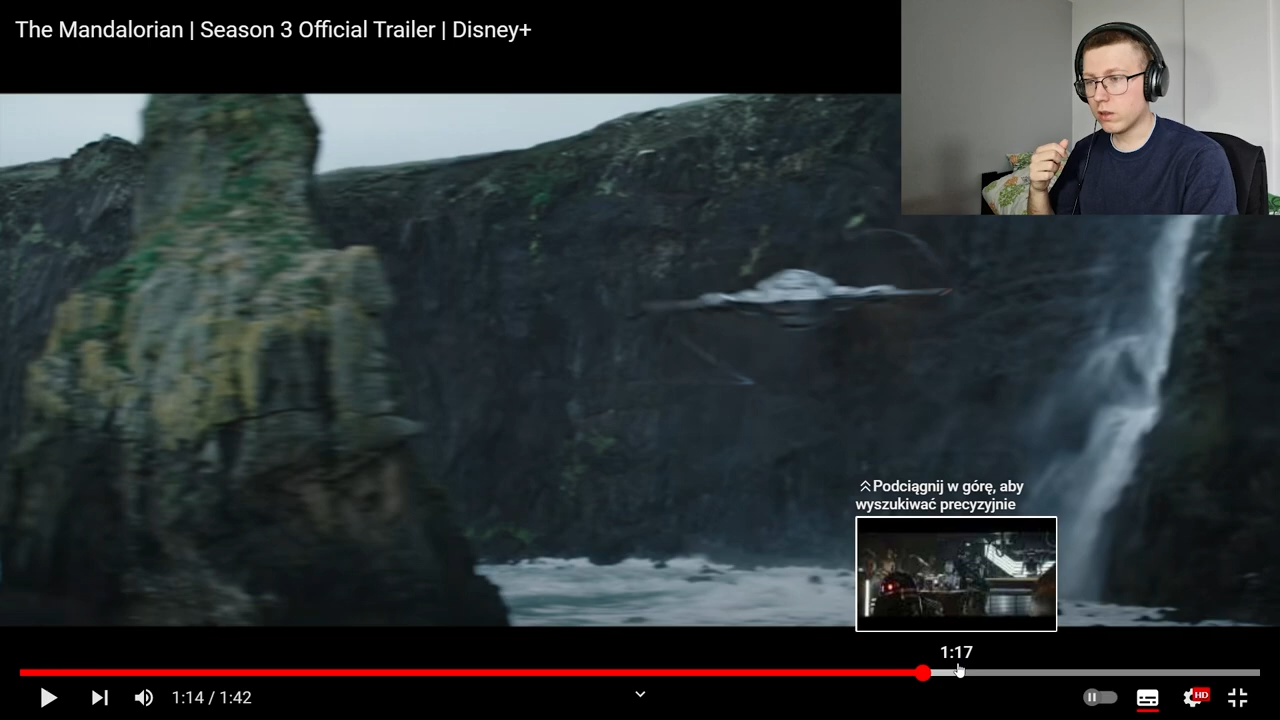 The Mandalorian | Season 3 Official Trailer | Disney+
Podciągnij w górę, aby
wyszukiwać precyzyjnie
1:17
1:14 / 1:42
HD